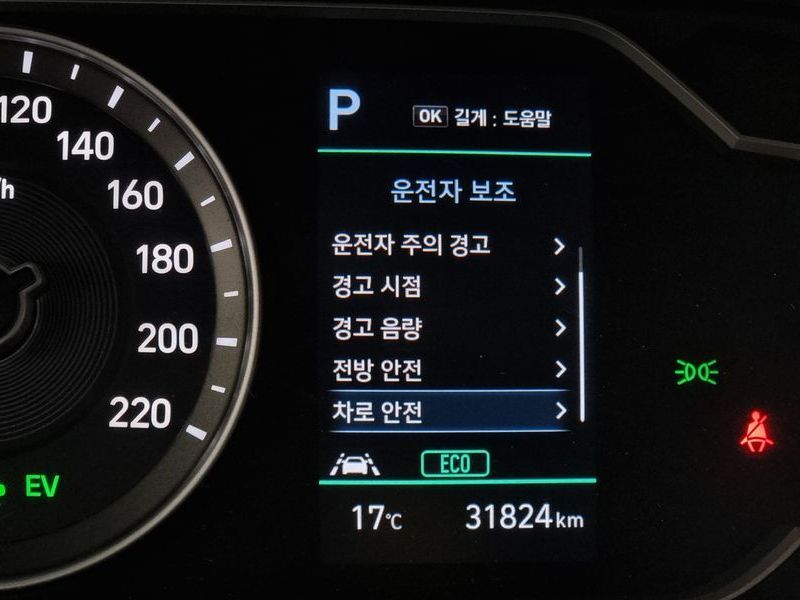 P
OK 길게 : 도움말
운전자 보조
운전자 주의 경고
경고 시점
경고 음량
전방 안전
차로 안전
ECO
17℃
31824 km
120
140
/h
160
180
200
220
EV